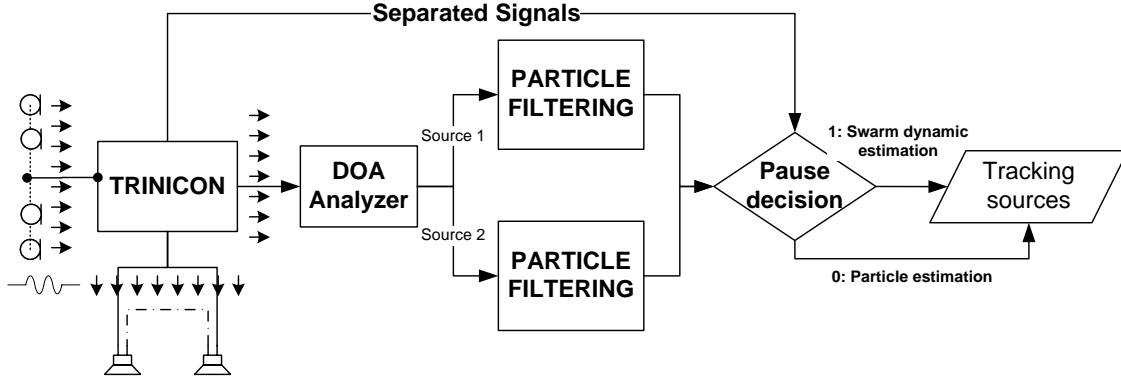 Separated Signals
PARTICLE
FILTERING
Source 1
1: Swarm dynamic
estimation
TRINICON
DOA
Analyzer
Pause
decision
Tracking
sources
Source 2
PARTICLE
FILTERING
0: Particle estimation